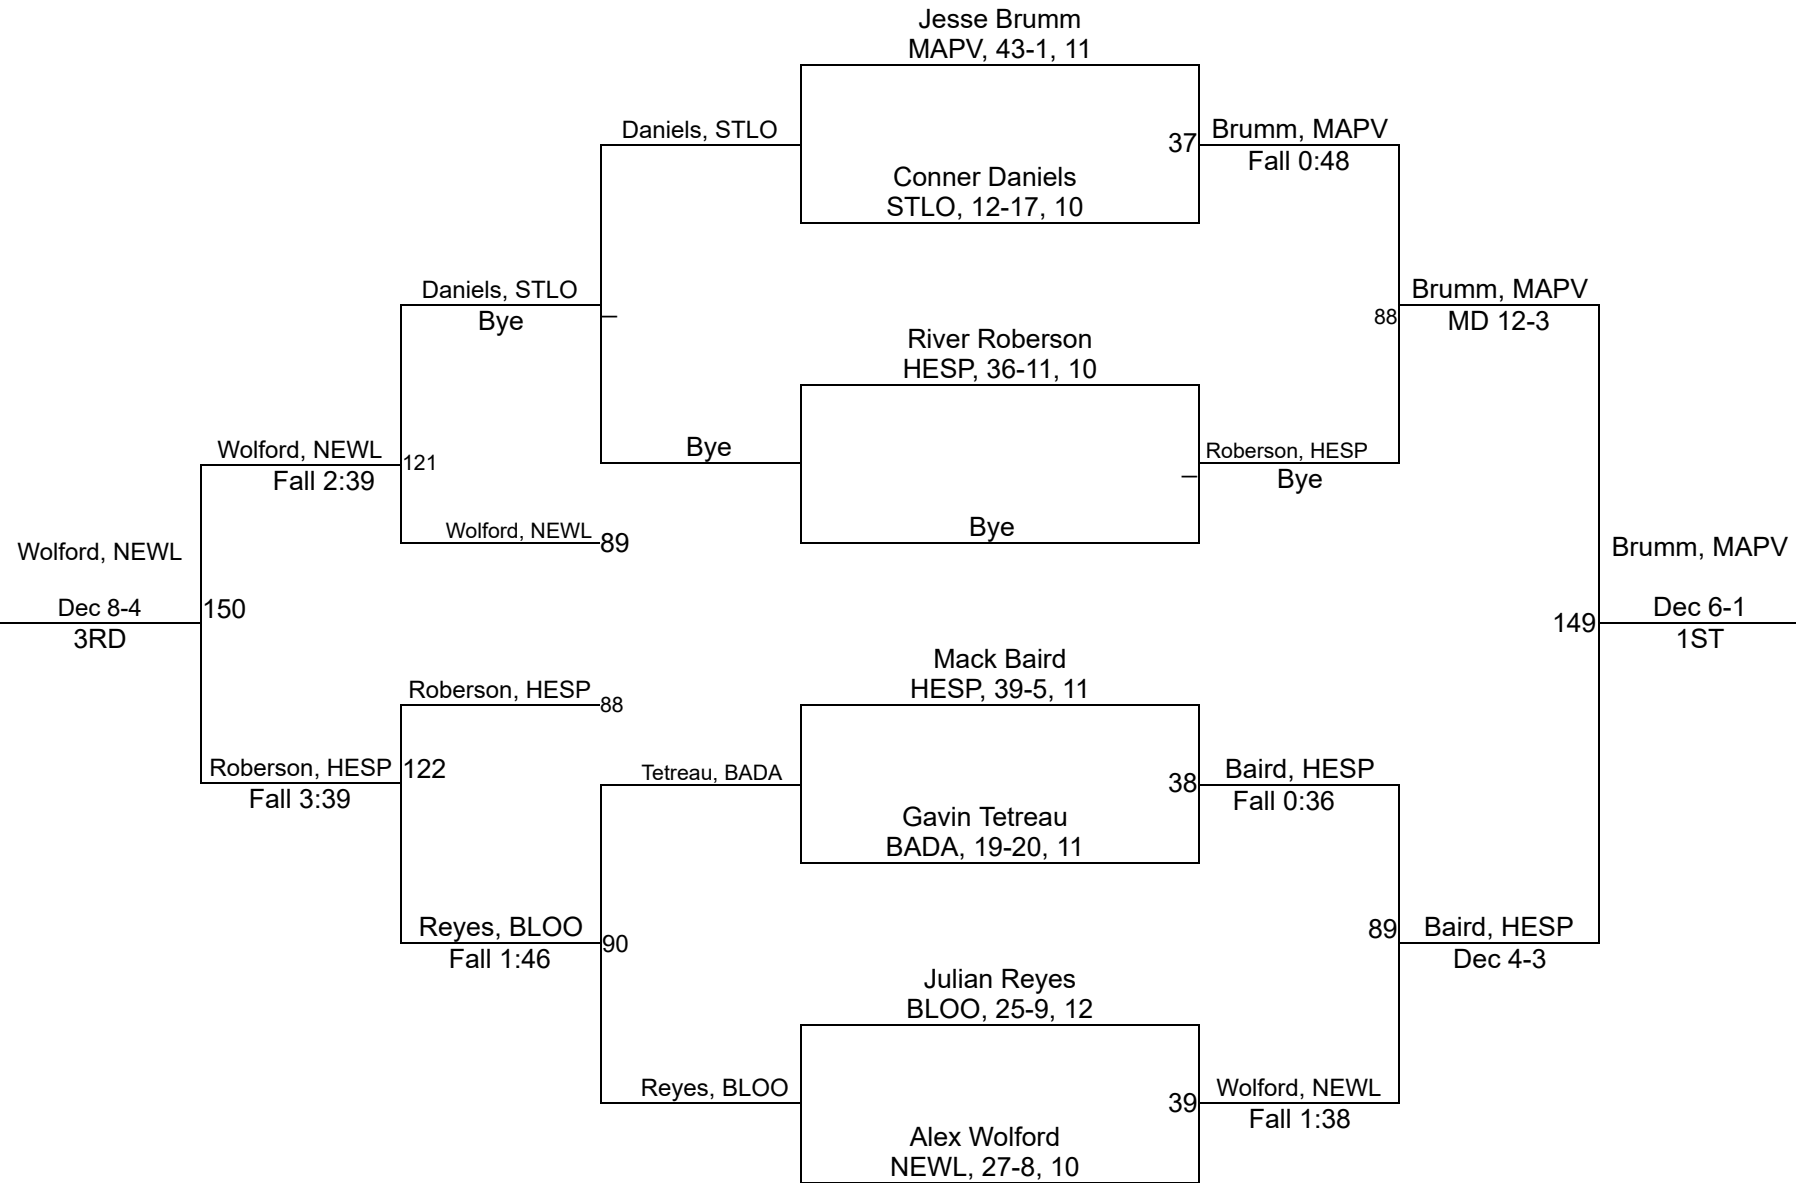 Jesse Brumm
MAPV, 43-1, 11
Daniels, STLO
37
Brumm, MAPV
Fall 0:48
Conner Daniels
STLO, 12-17, 10
Daniels, STLO
Bye
–
River Roberson
HESP, 36-11, 10
88
Brumm, MAPV
MD 12-3
Wolford, NEWL
Fall 2:39
121
Bye
–
Roberson, HESP
Bye
Wolford, NEWL
89
Bye
Wolford, NEWL
Dec 8-4
3RD
150
Brumm, MAPV
149
Dec 6-1
1ST
Roberson, HESP
88
Mack Baird
HESP, 39-5, 11
Roberson, HESP
Fall 3:39
122
Tetreau, BADA
38
Baird, HESP
Fall 0:36
Gavin Tetreau
BADA, 19-20, 11
Reyes, BLOO
Fall 1:46
90
89
Baird, HESP
Dec 4-3
Julian Reyes
BLOO, 25-9, 12
Reyes, BLOO
39
Wolford, NEWL
Fall 1:38
Alex Wolford
NEWL, 27-8, 10